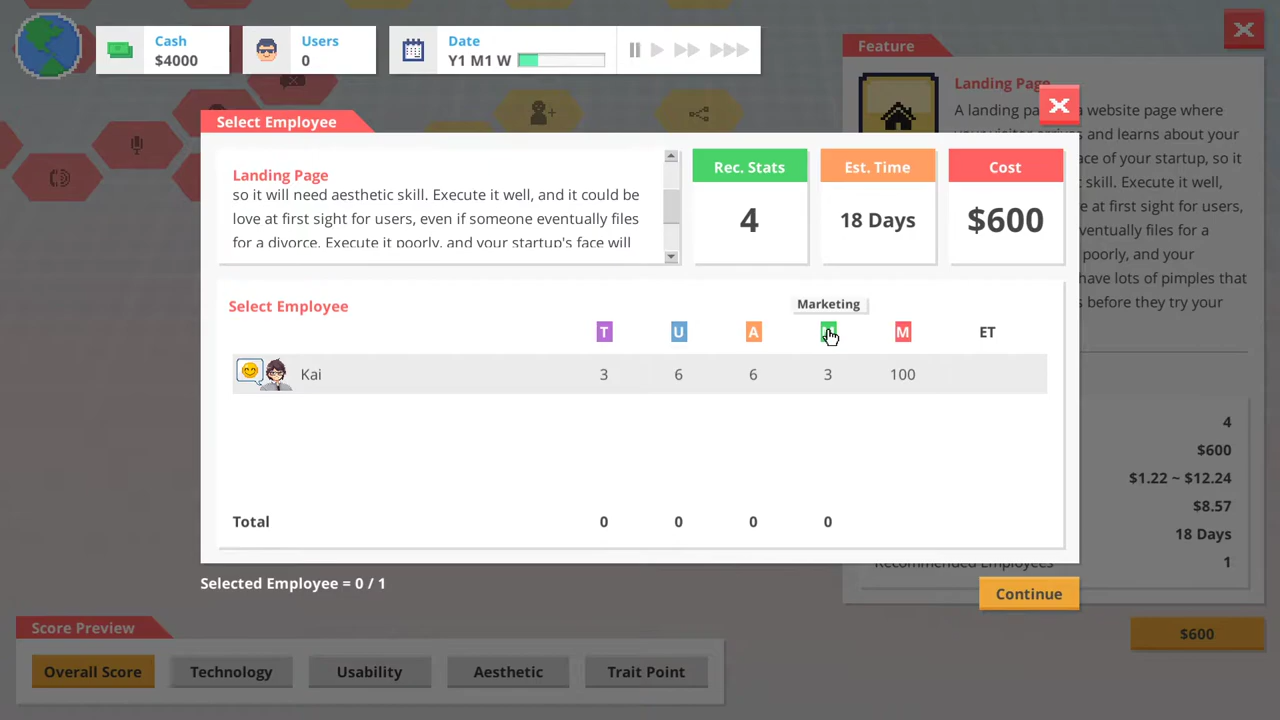 Cash
$4000
Users
0
Date
Y1 M1 W
Feature
Landing Page
A landing pa a website page where
your visitor arrives and learns about your
ace of your startup, so it
skill. Execute it well,
e at first sight for users,
ventually files for a
poorly, and your
have lots of pimples that
s before they try your
4
$600
$1.22 ~ $12.24
$8.57
18 Days
Recommended Employees
1
$600
Select Employee
Landing Page
so it will need aesthetic skill. Execute it well, and it could be
love at first sight for users, even if someone eventually files
for a divorce. Execute it poorly, and your startup's face will
Rec. Stats
4
Est. Time
18 Days
Cost
$600
Select Employee
Marketing
T U A M ET
Kai 3 6 6 3 100
Total 0 0 0 0
Selected Employee = 0 / 1
Continue
Score Preview
Overall Score
Technology
Usability
Aesthetic
Trait Point